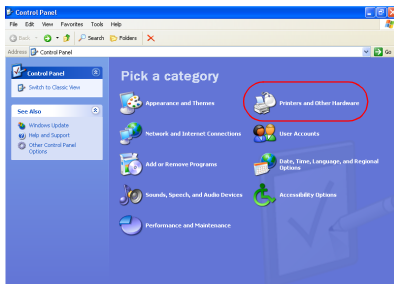 Control Panel
File Edit View Favorites Tools Help
Back Search Folders
Address Control Panel Go
Control Panel
Switch to Classic View
See Also
Windows Update
Help and Support
Other Control Panel
Options
Pick a category
Appearance and Themes
Printers and Other Hardware
Network and Internet Connections
User Accounts
Add or Remove Programs
Date, Time, Language, and Regional
Options
Sounds, Speech, and Audio Devices
Accessibility Options
Performance and Maintenance